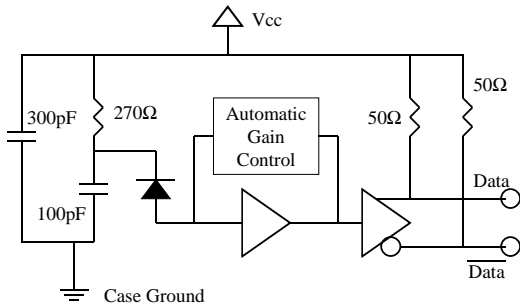 Vcc
50Ω
300pF
270Ω
50Ω
Automatic
Gain
Control
100pF
Data
Data
Case Ground